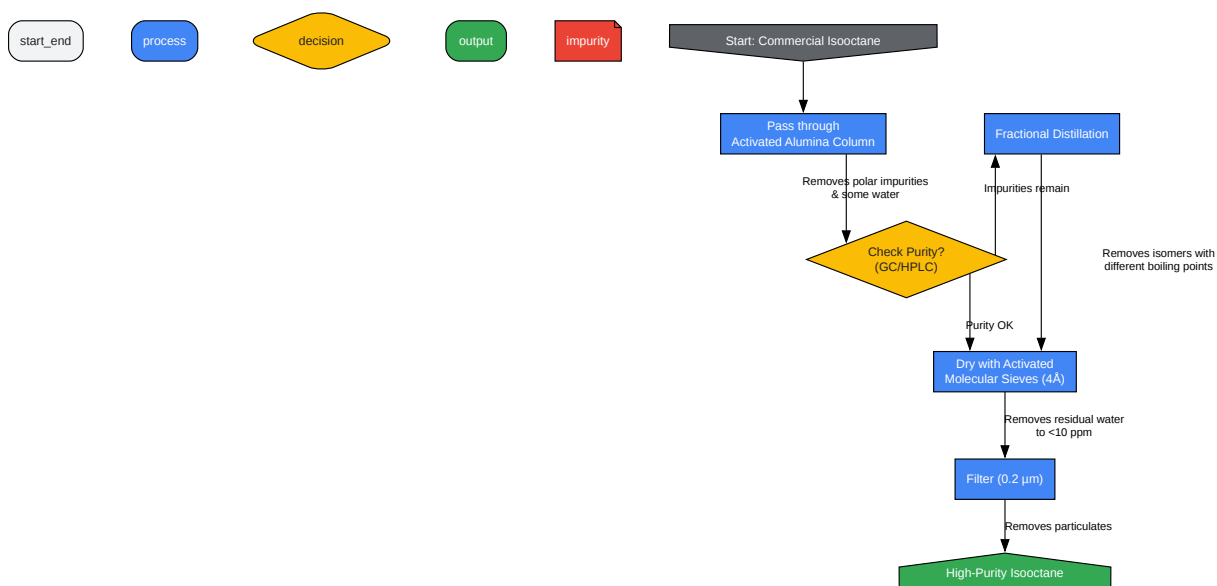 start_end
process
decision
output
impurity
Start: Commercial Isooctane
Pass through
Activated Alumina Column
Fractional Distillation
Removes polar impurities
& some water
Impurities remain
Check Purity?
(GC/HPLC)
Removes isomers with
different boiling points
Purity OK
Dry with Activated
Molecular Sieves (4Å)
Removes residual water
to <10 ppm
Filter (0.2 µm)
Removes particulates
High-Purity Isooctane